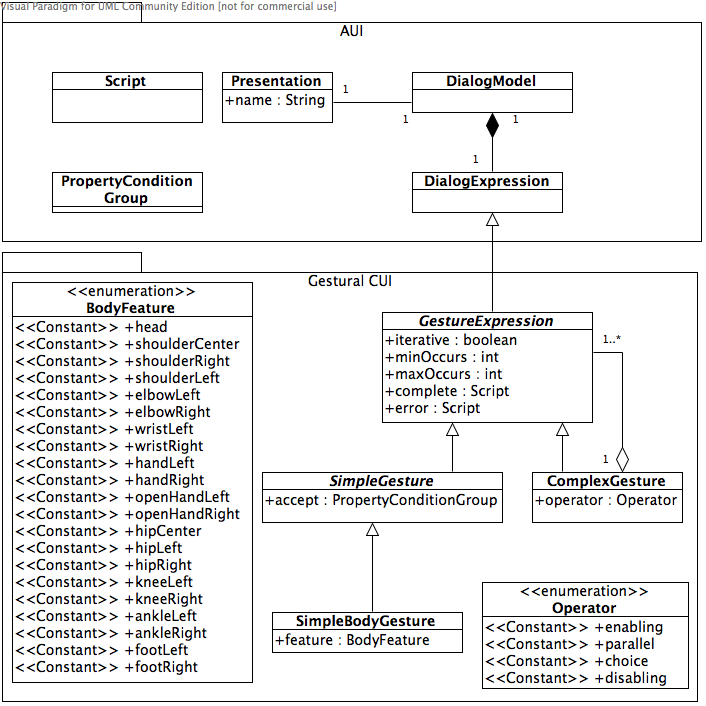 Visual Paradigm for UML Community Edition [not for commercial use]
AUI
Script
Presentation
+name : String
1
1
DialogModel
1
1
PropertyCondition
Group
DialogExpression
Gestural CUI
<<enumeration>>
BodyFeature
<<Constant>> +head
<<Constant>> +shoulderCenter
<<Constant>> +shoulderRight
<<Constant>> +shoulderLeft
<<Constant>> +elbowLeft
<<Constant>> +elbowRight
<<Constant>> +wristLeft
<<Constant>> +wristRight
<<Constant>> +handLeft
<<Constant>> +handRight
<<Constant>> +openHandLeft
<<Constant>> +openHandRight
<<Constant>> +hipCenter
<<Constant>> +hipLeft
<<Constant>> +hipRight
<<Constant>> +kneeLeft
<<Constant>> +kneeRight
<<Constant>> +ankleLeft
<<Constant>> +ankleRight
<<Constant>> +footLeft
<<Constant>> +footRight
GestureExpression
+iterative : boolean
+minOccurs : int
+maxOccurs : int
+complete : Script
+error : Script
1..*
1
SimpleGesture
+accept : PropertyConditionGroup
ComplexGesture
+operator : Operator
SimpleBodyGesture
+feature : BodyFeature
<<enumeration>>
Operator
<<Constant>> +enabling
<<Constant>> +parallel
<<Constant>> +choice
<<Constant>> +disabling